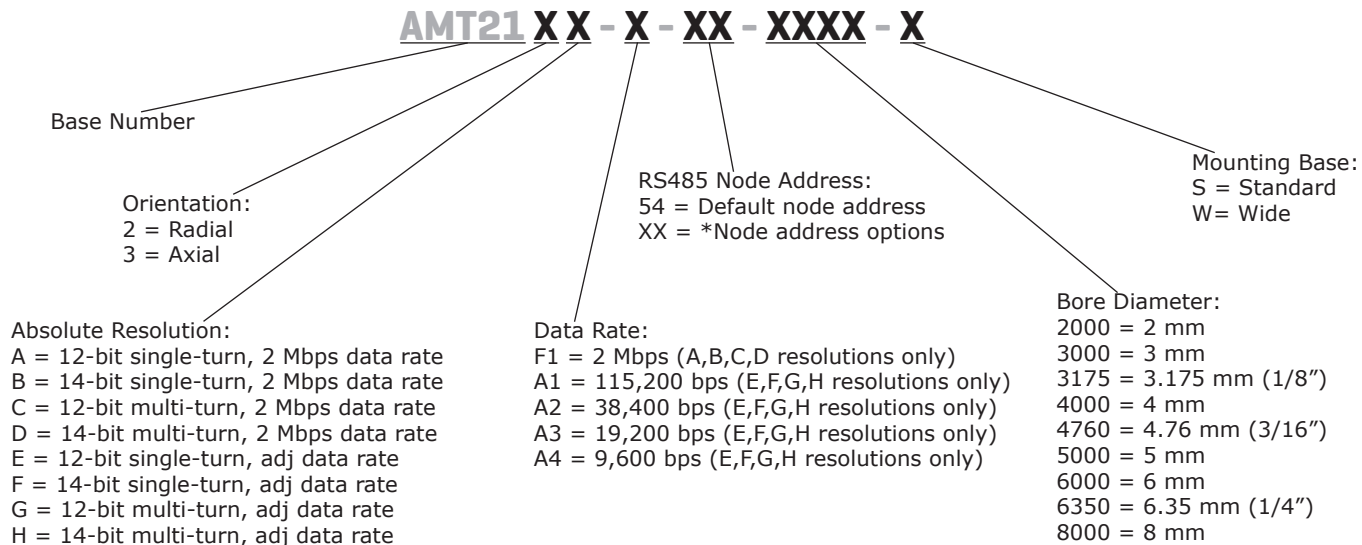 AMT21 X X - X - XX - XXXX - X
Base Number
Orientation:
2 = Radial
3 = Axial
Absolute Resolution:
A = 12-bit single-turn, 2 Mbps data rate
B = 14-bit single-turn, 2 Mbps data rate
C = 12-bit multi-turn, 2 Mbps data rate
D = 14-bit multi-turn, 2 Mbps data rate
E = 12-bit single-turn, adj data rate
F = 14-bit single-turn, adj data rate
G = 12-bit multi-turn, adj data rate
H = 14-bit multi-turn, adj data rate
Data Rate:
F1 = 2 Mbps (A,B,C,D resolutions only)
A1 = 115,200 bps (E,F,G,H resolutions only)
A2 = 38,400 bps (E,F,G,H resolutions only)
A3 = 19,200 bps (E,F,G,H resolutions only)
A4 = 9,600 bps (E,F,G,H resolutions only)
RS485 Node Address:
54 = Default node address
XX = *Node address options
Bore Diameter:
2000 = 2 mm
3000 = 3 mm
3175 = 3.175 mm (1/8″)
4000 = 4 mm
4760 = 4.76 mm (3/16″)
5000 = 5 mm
6000 = 6 mm
6350 = 6.35 mm (1/4″)
8000 = 8 mm
Mounting Base:
S = Standard
W= Wide